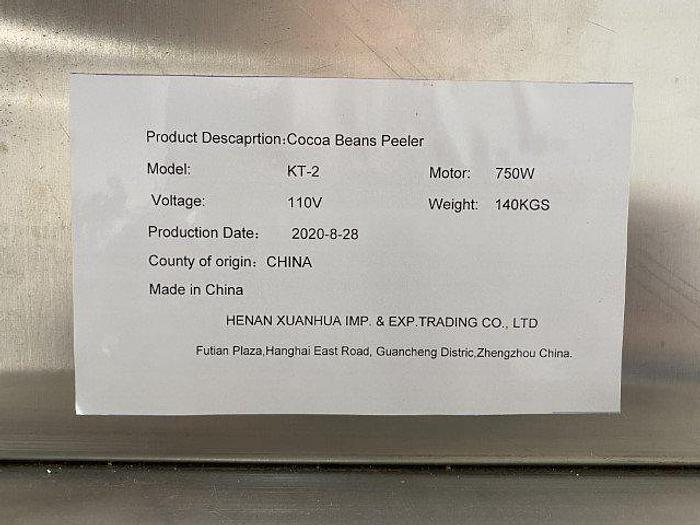 Product Descaprtion:Cocoa Beans Peeler
Model: KT-2 Motor: 750W
Voltage: 110V Weight: 140KGS
Production Date： 2020-8-28
County of origin：CHINA
Made in China
HENAN XUANHUA IMP. & EXP.TRADING CO., LTD
Futian Plaza,Hanghai East Road, Guancheng Distric,Zhengzhou China.